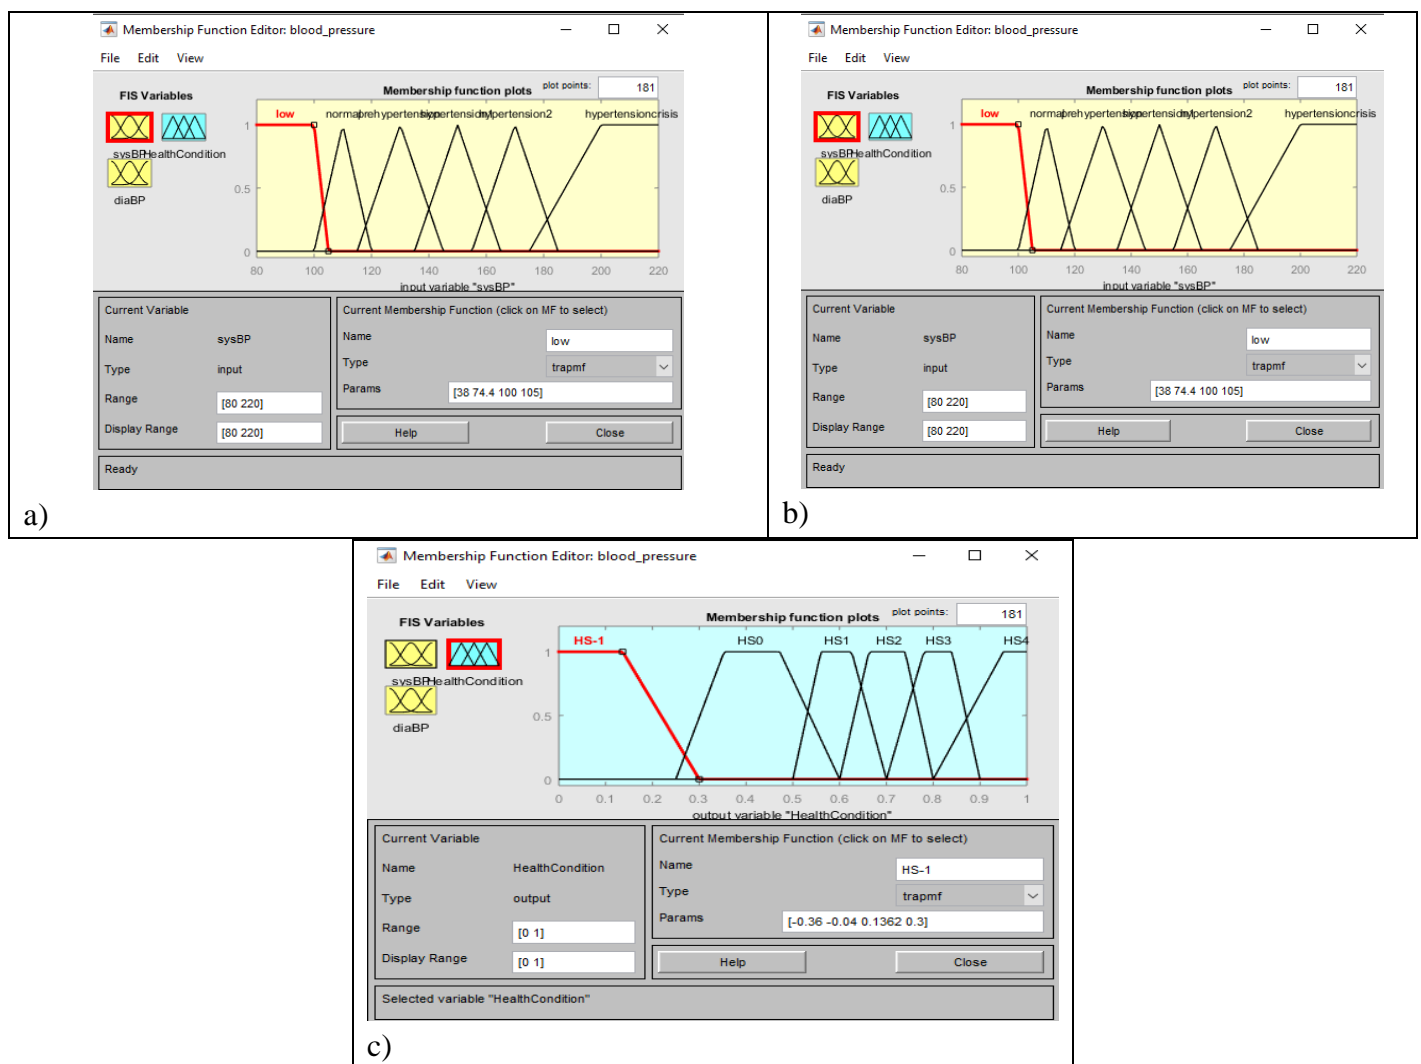 Membership Function Editor: blood_pressure
File Edit View
FIS Variables
Membership function plots
plot points:
181
low
normal
prehypertension
hypertension1
hypertension2
hypertensioncrisis
sysBP
HealthCondition
diaBP
1
0.5
0
80 100 120 140 160 180 200 220
input variable "sysBP"
Current Variable
Name sysBP
Type input
Range [80 220]
Display Range [80 220]
Current Membership Function (click on MF to select)
Name low
Type trapmf
Params [38 74.4 100 105]
Help Close
Ready
a)
Membership Function Editor: blood_pressure
File Edit View
FIS Variables
Membership function plots
plot points:
181
low
normal
prehypertension
hypertension1
hypertension2
hypertensioncrisis
sysBP
HealthCondition
diaBP
1
0.5
0
80 100 120 140 160 180 200 220
input variable "sysBP"
Current Variable
Name sysBP
Type input
Range [80 220]
Display Range [80 220]
Current Membership Function (click on MF to select)
Name low
Type trapmf
Params [38 74.4 100 105]
Help Close
Ready
b)
Membership Function Editor: blood_pressure
File Edit View
FIS Variables
Membership function plots
plot points:
181
HS-1 HS0 HS1 HS2 HS3 HS4
sysBP
HealthCondition
diaBP
1
0.5
0
0 0.1 0.2 0.3 0.4 0.5 0.6 0.7 0.8 0.9 1
output variable "HealthCondition"
Current Variable
Name HealthCondition
Type output
Range [0 1]
Display Range [0 1]
Current Membership Function (click on MF to select)
Name HS-1
Type trapmf
Params [-0.36 -0.04 0.1362 0.3]
Help Close
Selected variable "HealthCondition"
c)